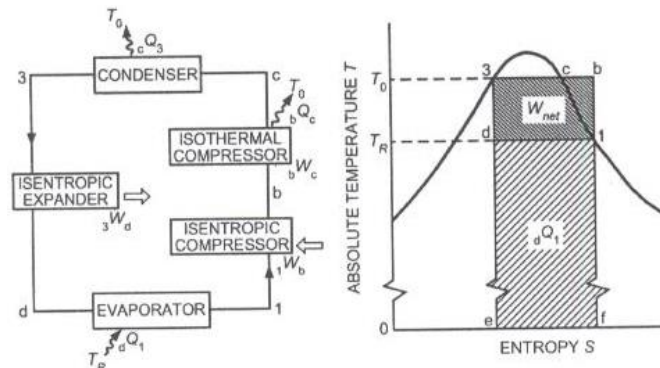 T₀
cQ₃
3
CONDENSER
c
T₀
bQc
ISOTHERMAL
COMPRESSOR
bWc
b
ISENTROPIC
EXPANDER
₃Wd
ISENTROPIC
COMPRESSOR
₁Wb
d
EVAPORATOR
1
dQ₁
TR
ABSOLUTE TEMPERATURE T
T₀
3
c
b
Wnet
TR
d
1
dQ₁
0
e
f
ENTROPY S